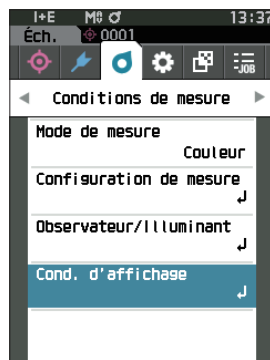 I+E M⁰ 13:37
Éch. 0001
JOB
Conditions de mesure
Mode de mesure
Couleur
Configuration de mesure
Observateur/Illuminant
Cond. d'affichage